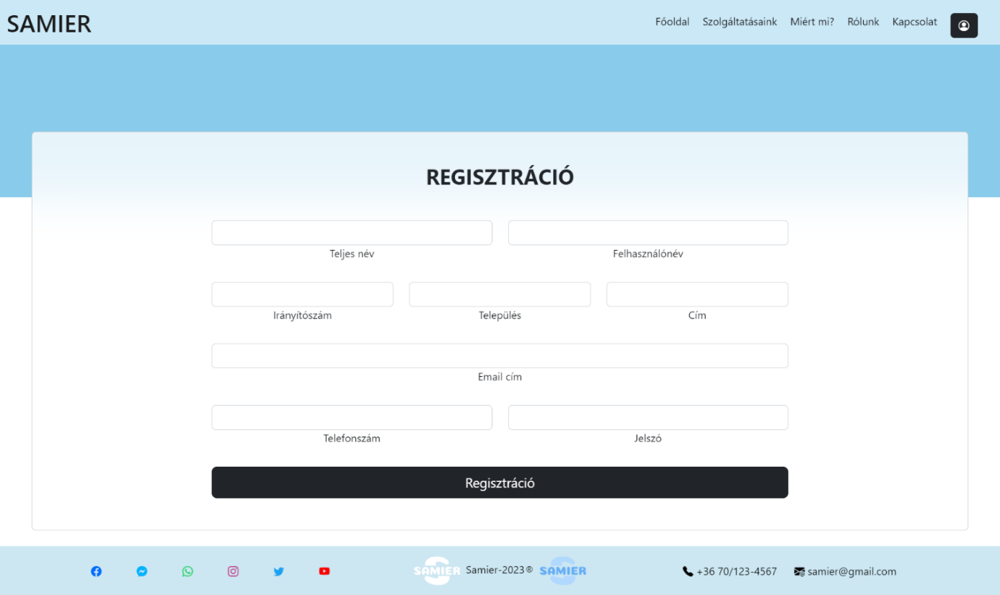 SAMIER
Főoldal Szolgáltatásaink Miért mi? Rólunk Kapcsolat
REGISZTRÁCIÓ
Teljes név Felhasználónév
Irányítószám Település Cím
Email cím
Telefonszám Jelszó
Regisztráció
SAMIER Samier-2023® SAMIER +36 70/123-4567 samier@gmail.com